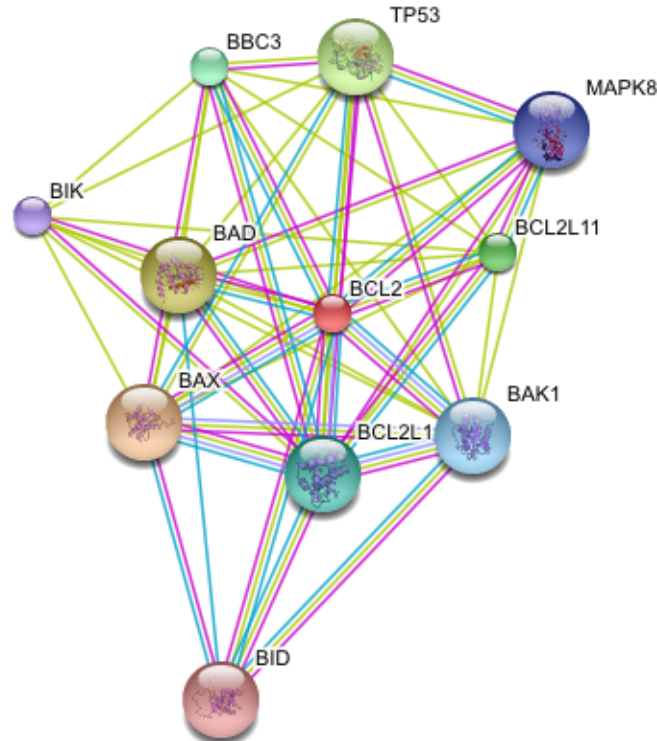 TP53
BBC3
MAPK8
BIK
BAD
BCL2L11
BCL2
BAX
BAK1
BCL2L1
BID